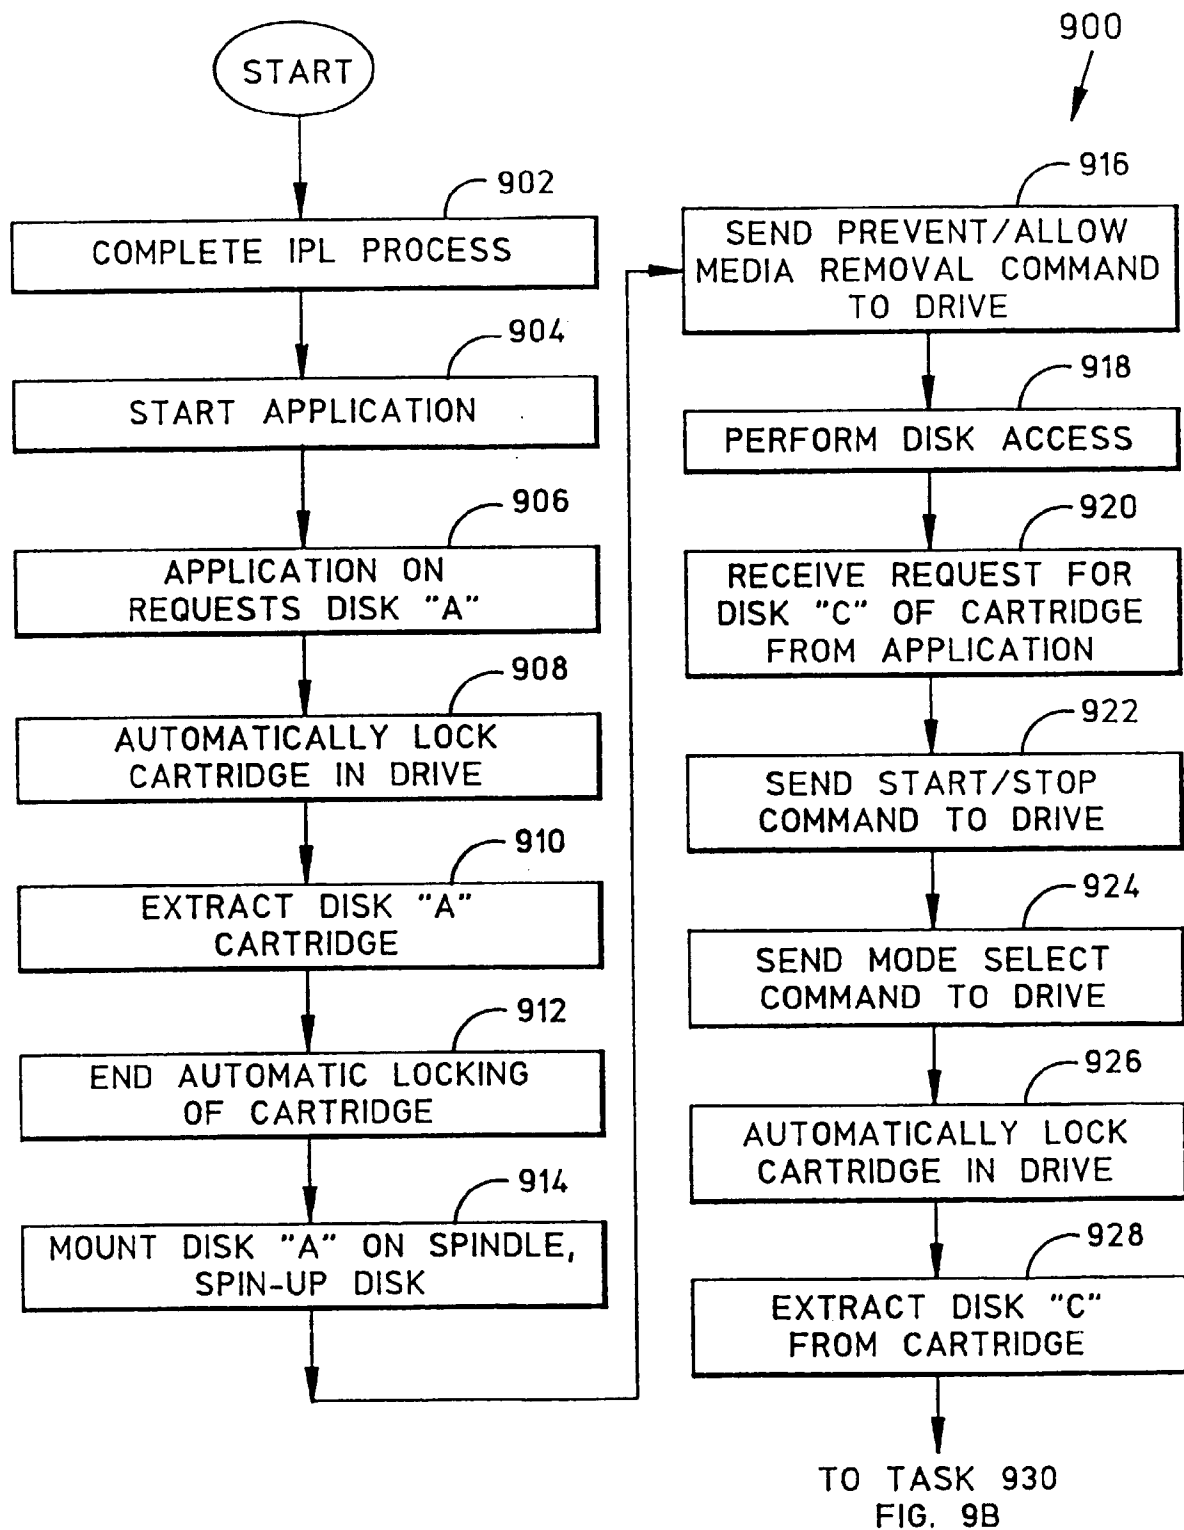 START
902
COMPLETE IPL PROCESS
904
START APPLICATION
906
APPLICATION ON
REQUESTS DISK "A"
908
AUTOMATICALLY LOCK
CARTRIDGE IN DRIVE
910
EXTRACT DISK "A"
CARTRIDGE
912
END AUTOMATIC LOCKING
OF CARTRIDGE
914
MOUNT DISK "A" ON SPINDLE,
SPIN-UP DISK
900
916
SEND PREVENT/ALLOW
MEDIA REMOVAL COMMAND
TO DRIVE
918
PERFORM DISK ACCESS
920
RECEIVE REQUEST FOR
DISK "C" OF CARTRIDGE
FROM APPLICATION
922
SEND START/STOP
COMMAND TO DRIVE
924
SEND MODE SELECT
COMMAND TO DRIVE
926
AUTOMATICALLY LOCK
CARTRIDGE IN DRIVE
928
EXTRACT DISK "C"
FROM CARTRIDGE
TO TASK 930
FIG. 9B